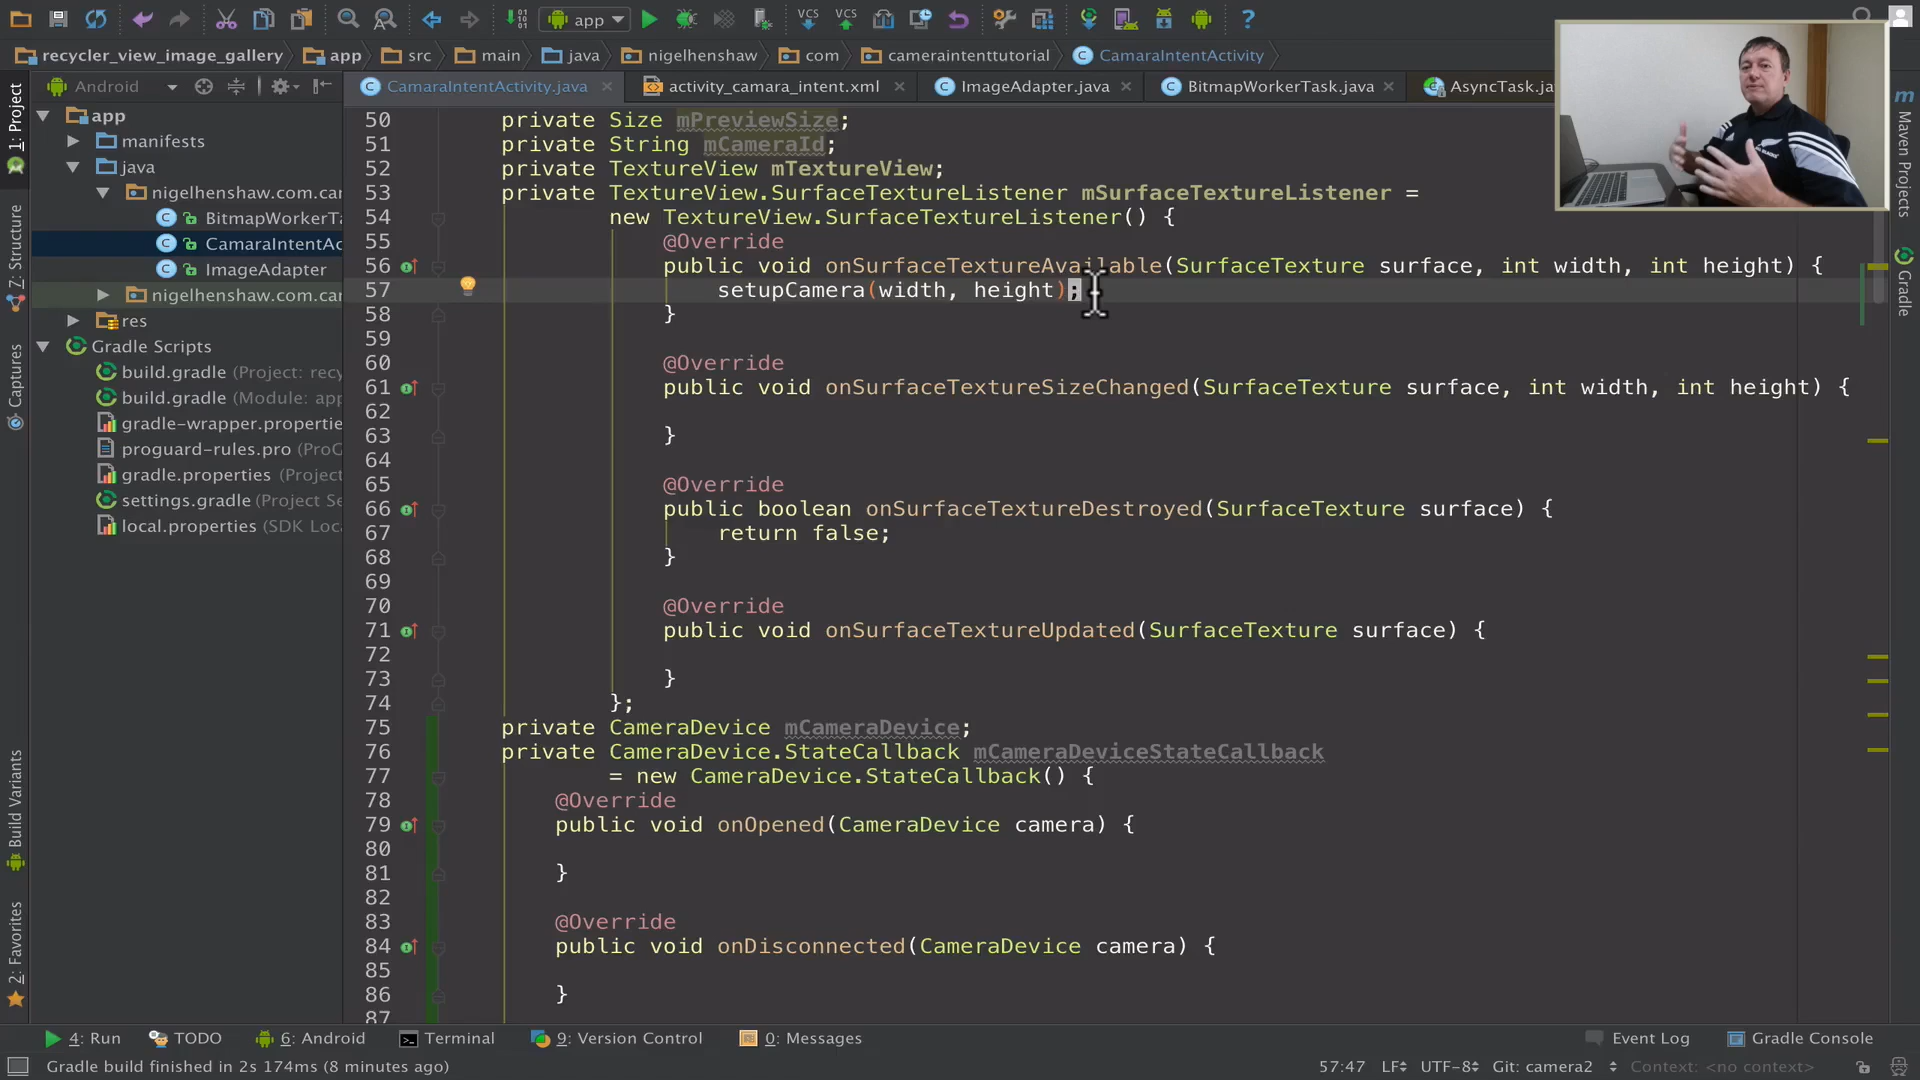 app
recycler_view_image_gallery app src main java nigelhenshaw com cameraintenttutorial CamaraIntentActivity
Android
CamaraIntentActivity.java activity_camara_intent.xml ImageAdapter.java BitmapWorkerTask.java AsyncTask.ja
1: Project
7: Structure
Captures
Build Variants
2: Favorites
Maven Projects
Gradle
app
manifests
java
nigelhenshaw.com.car
BitmapWorkerTa
CamaraIntentAc
ImageAdapter
nigelhenshaw.com.car
res
Gradle Scripts
build.gradle (Project: recy
build.gradle (Module: app
gradle-wrapper.propertie
proguard-rules.pro (ProG
gradle.properties (Project
settings.gradle (Project Se
local.properties (SDK Loc
50 private Size mPreviewSize;
51 private String mCameraId;
52 private TextureView mTextureView;
53 private TextureView.SurfaceTextureListener mSurfaceTextureListener =
54 new TextureView.SurfaceTextureListener() {
55 @Override
56 public void onSurfaceTextureAvailable(SurfaceTexture surface, int width, int height) {
57 setupCamera(width, height);
58 }
59
60 @Override
61 public void onSurfaceTextureSizeChanged(SurfaceTexture surface, int width, int height) {
62
63 }
64
65 @Override
66 public boolean onSurfaceTextureDestroyed(SurfaceTexture surface) {
67 return false;
68 }
69
70 @Override
71 public void onSurfaceTextureUpdated(SurfaceTexture surface) {
72
73 }
74 };
75 private CameraDevice mCameraDevice;
76 private CameraDevice.StateCallback mCameraDeviceStateCallback
77 = new CameraDevice.StateCallback() {
78 @Override
79 public void onOpened(CameraDevice camera) {
80
81 }
82
83 @Override
84 public void onDisconnected(CameraDevice camera) {
85
86 }
87
4: Run TODO 6: Android Terminal 9: Version Control 0: Messages Event Log Gradle Console
Gradle build finished in 2s 174ms (8 minutes ago) 57:47 LF UTF-8 Git: camera2 Context: <no context>